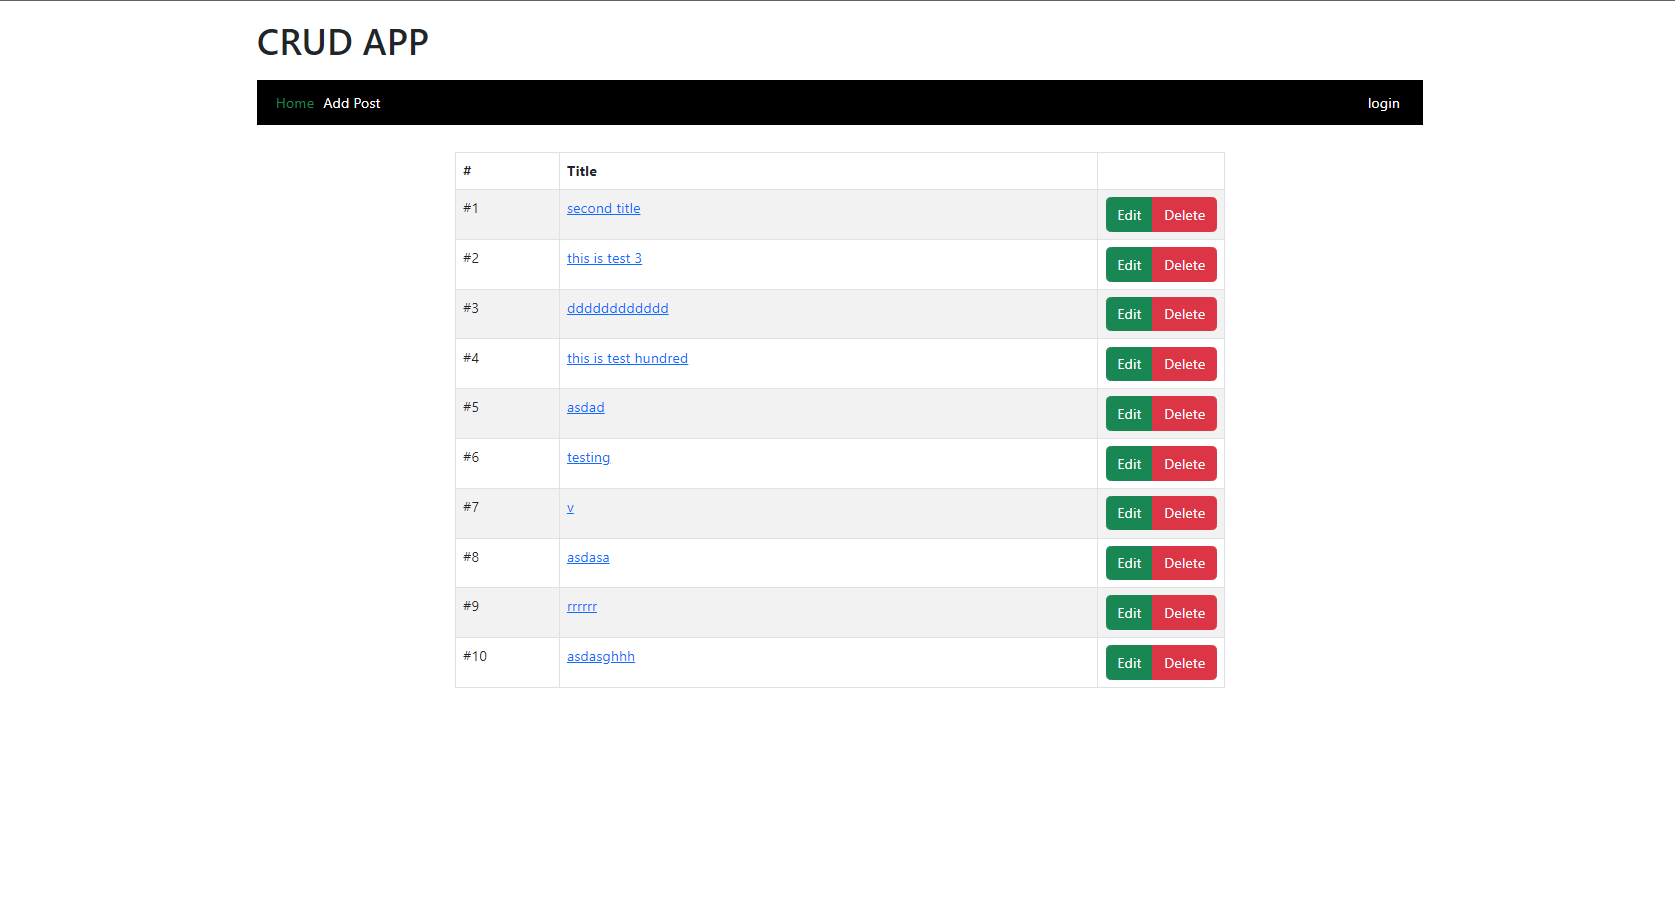 CRUD APP
Home Add Post login
# Title
#1 second title Edit Delete
#2 this is test 3 Edit Delete
#3 dddddddddddd Edit Delete
#4 this is test hundred Edit Delete
#5 asdad Edit Delete
#6 testing Edit Delete
#7 v Edit Delete
#8 asdasa Edit Delete
#9 rrrrrr Edit Delete
#10 asdasghhh Edit Delete